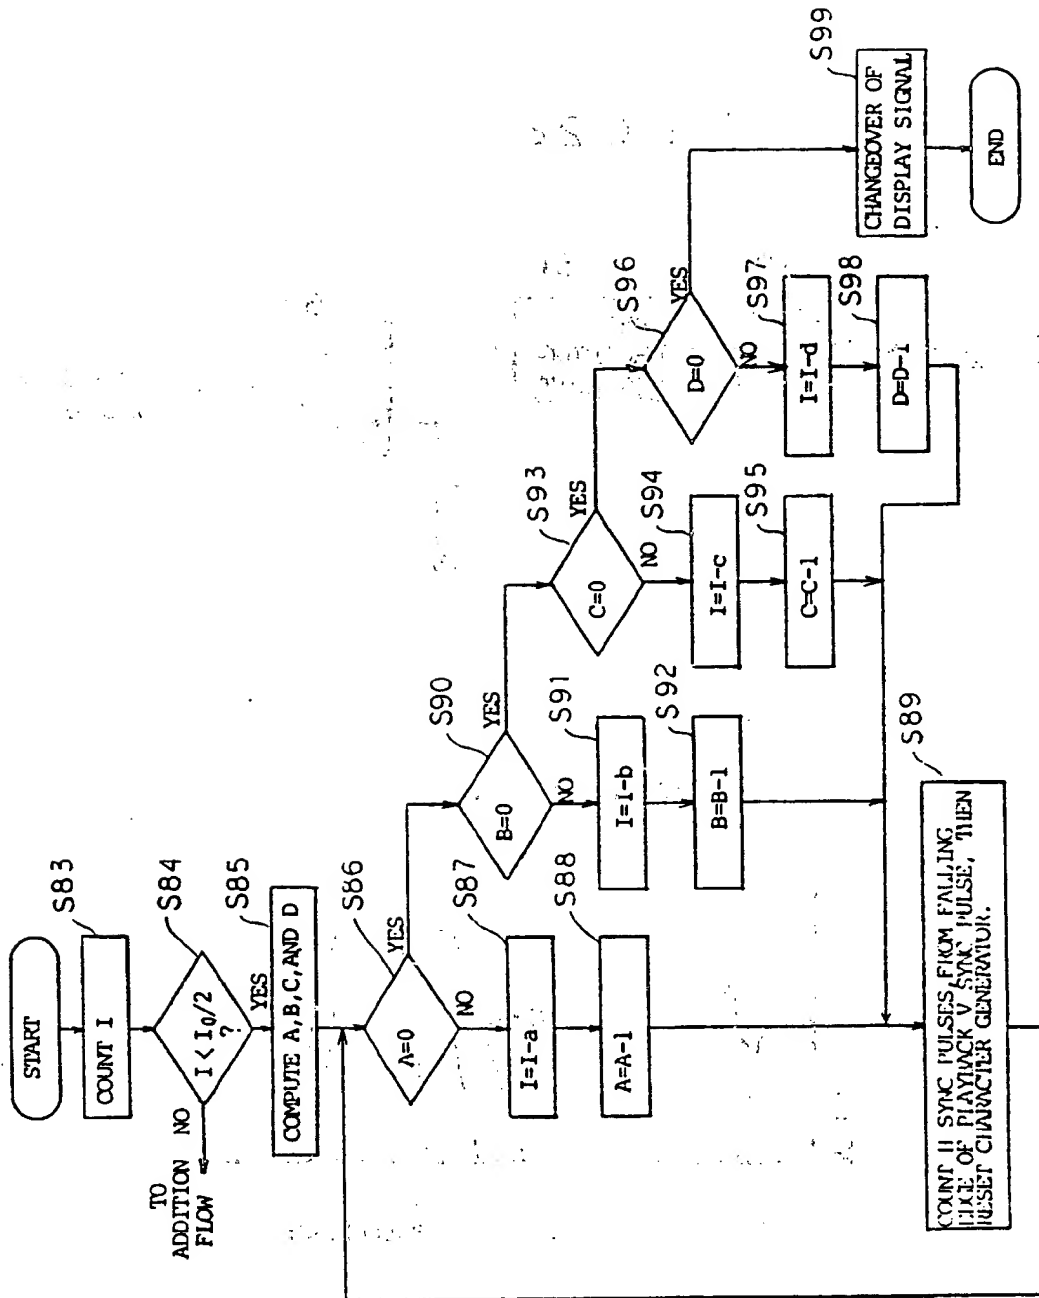 START
S83
COUNT I
S84
I < I0/2
?
NO
TO
ADDITION
FLOW
YES
S85
COMPUTE A, B, C, AND D
S86
A=0
YES
NO
S87
I=I-a
S88
A=A-1
S90
B=0
YES
NO
S91
I=I-b
S92
B=B-1
S93
C=0
YES
NO
S94
I=I-c
S95
C=C-1
S96
D=0
YES
NO
S97
I=I-d
S98
D=D-1
S89
COUNT H SYNC PULSES, FROM FALLING
EDGE OF PLAYBACK V SYNC PULSE, THEN
RESET CHARACTER GENERATOR.
S99
CHANGEOVER OF
DISPLAY SIGNAL
END